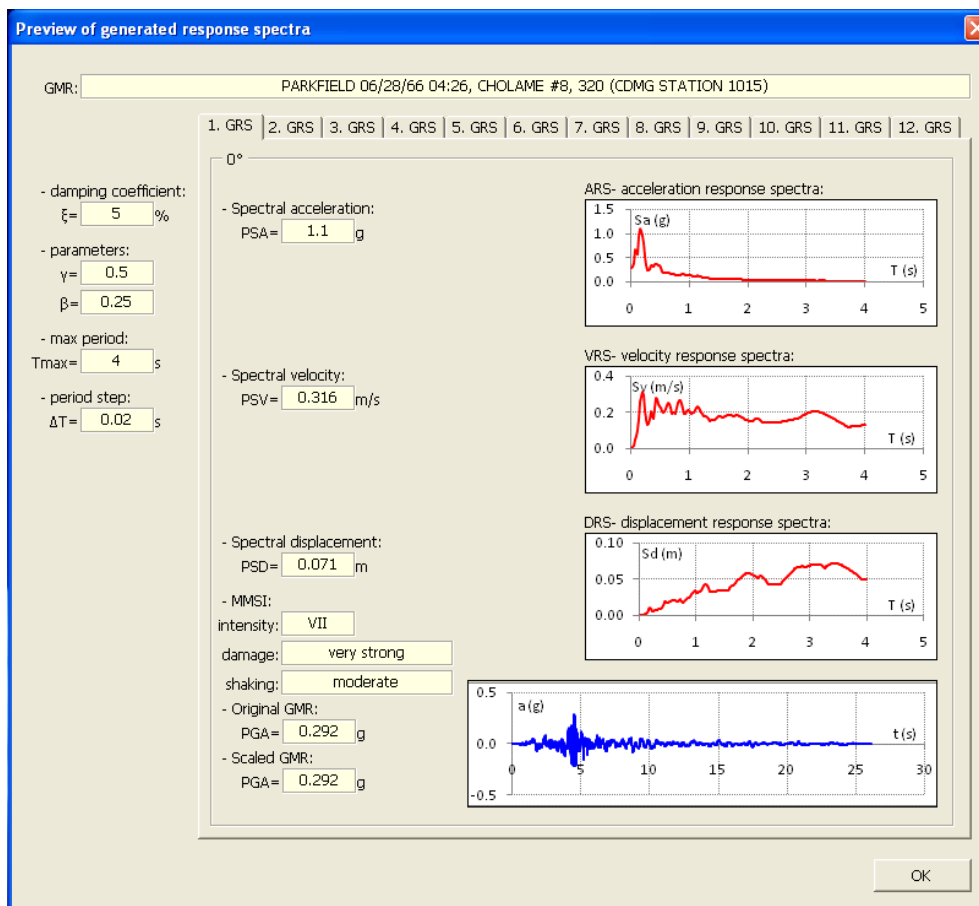 Preview of generated response spectra
GMR: PARKFIELD 06/28/66 04:26, CHOLAME #8, 320 (CDMG STATION 1015)
1. GRS 2. GRS 3. GRS 4. GRS 5. GRS 6. GRS 7. GRS 8. GRS 9. GRS 10. GRS 11. GRS 12. GRS
0°
- damping coefficient:
ξ= 5 %
- parameters:
γ= 0.5
β= 0.25
- max period:
Tmax= 4 s
- period step:
ΔT= 0.02 s
- Spectral acceleration:
PSA= 1.1 g
ARS- acceleration response spectra:
1.5
Sa (g)
1.0
0.5
T (s)
0.0
0 1 2 3 4 5
- Spectral velocity:
PSV= 0.316 m/s
VRS- velocity response spectra:
0.4
Sv (m/s)
0.2
T (s)
0.0
0 1 2 3 4 5
- Spectral displacement:
PSD= 0.071 m
DRS- displacement response spectra:
0.10
Sd (m)
0.05
T (s)
0.00
0 1 2 3 4 5
- MMSI:
intensity: VII
damage: very strong
shaking: moderate
- Original GMR:
PGA= 0.292 g
- Scaled GMR:
PGA= 0.292 g
0.5
a (g)
t (s)
0.0
0 5 10 15 20 25 30
-0.5
OK